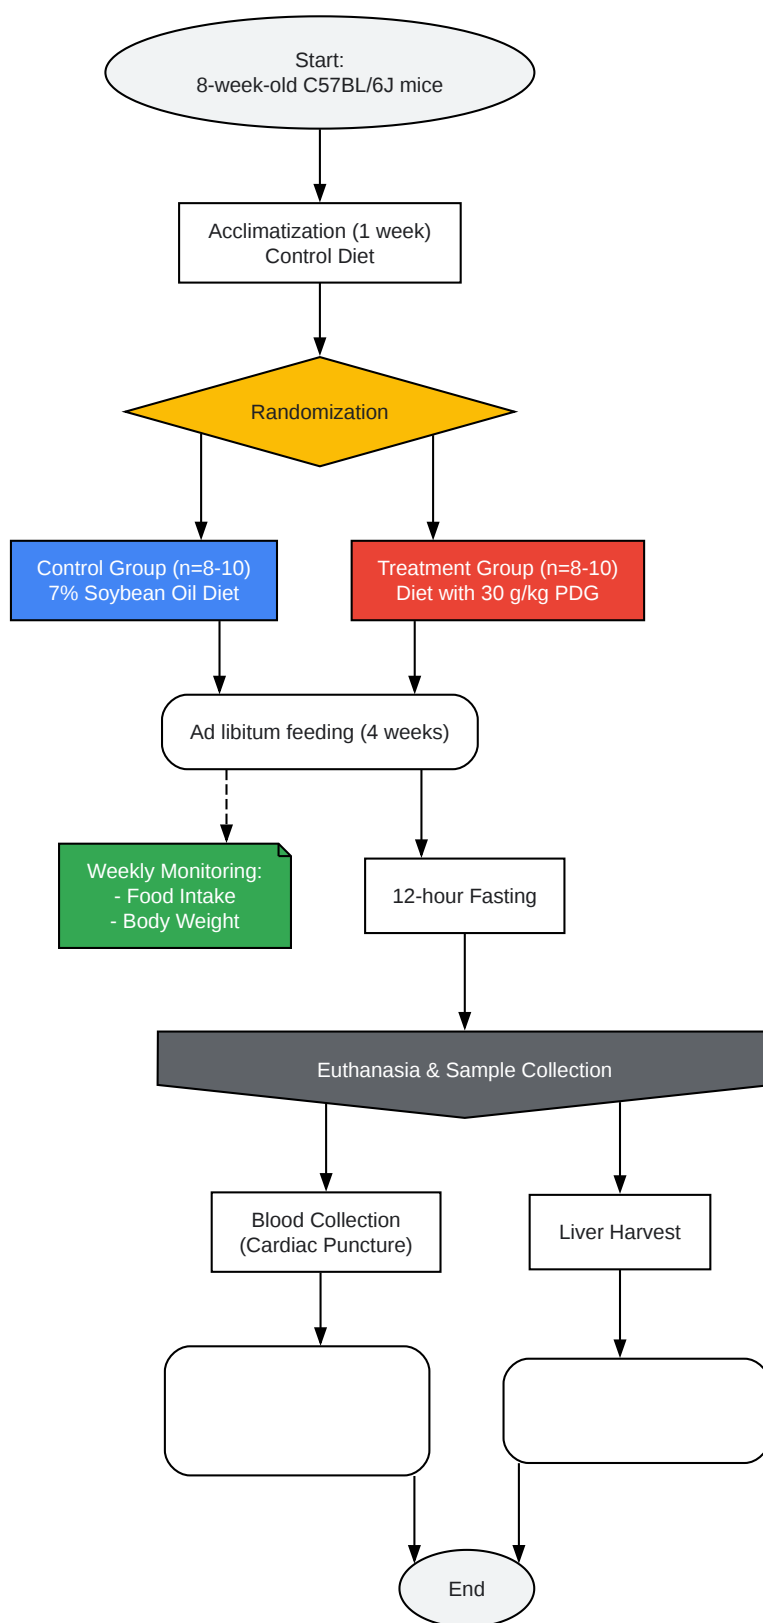 Start:
8-week-old C57BL/6J mice
Acclimatization (1 week)
Control Diet
Randomization
Control Group (n=8-10)
7% Soybean Oil Diet
Treatment Group (n=8-10)
Diet with 30 g/kg PDG
Ad libitum feeding (4 weeks)
Weekly Monitoring:
- Food Intake
- Body Weight
12-hour Fasting
Euthanasia & Sample Collection
Blood Collection
(Cardiac Puncture)
Liver Harvest
End